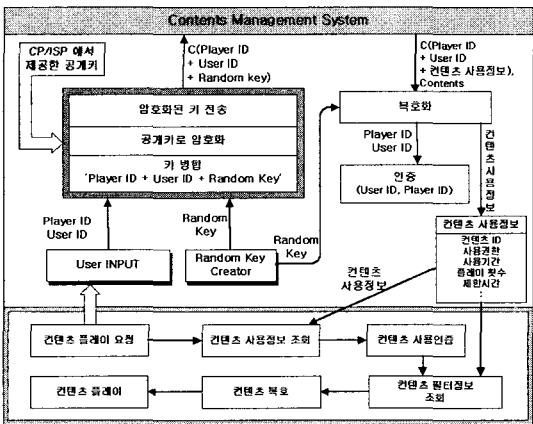 Contents Management System
CP/ISP 에서
제공한 공개키
C(Player ID
+ User ID
+ Random key)
C(Player ID
+ User ID
+ 컨텐츠 사용정보),
Contents
암호화된 키 전송
공개키로 암호화
키 병합
'Player ID + User ID + Random Key'
복호화
Player ID
User ID
컨텐츠사용정보
인증
(User ID, Player ID)
Player ID
User ID
Random
Key
Random
Key
User INPUT
Random Key
Creator
컨텐츠
사용정보
컨텐츠 사용정보
컨텐츠 ID
사용권한
사용기간
플레이 횟수
제한시간
:
컨텐츠 플레이 요청
컨텐츠 사용정보 조회
컨텐츠 사용인증
컨텐츠 플레이
컨텐츠 복호
컨텐츠 필터정보
조회